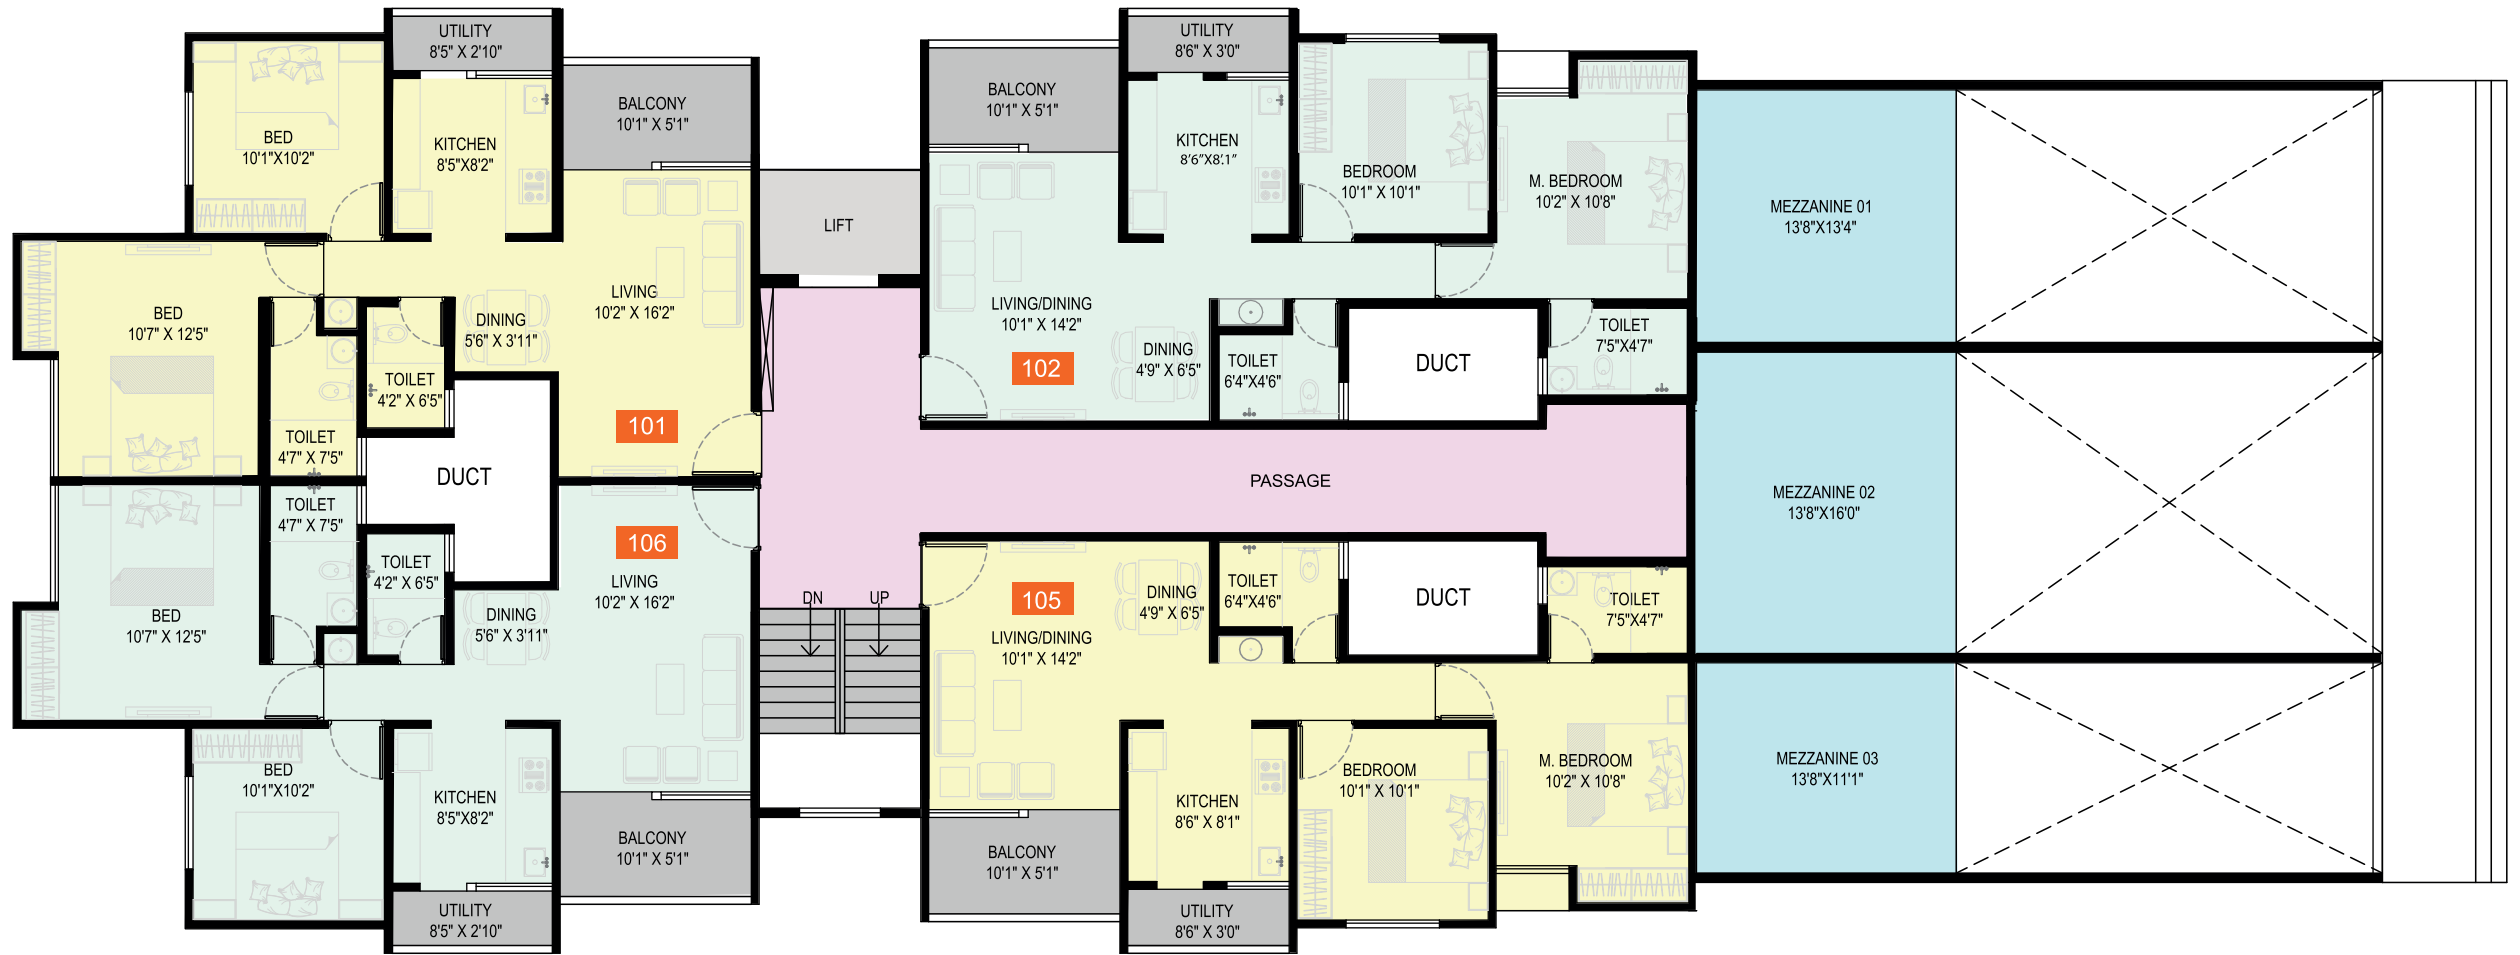 UTILITY
8'5" X 2'10"
BED
10'1"X10'2"
KITCHEN
8'5"X8'2"
BALCONY
10'1" X 5'1"
BED
10'7" X 12'5"
LIVING
10'2" X 16'2"
DINING
5'6" X 3'11"
TOILET
4'2" X 6'5"
TOILET
4'7" X 7'5"
101
DUCT
LIFT
UTILITY
8'6" X 3'0"
BALCONY
10'1" X 5'1"
KITCHEN
8'6"X8'1"
BEDROOM
10'1" X 10'1"
M. BEDROOM
10'2" X 10'8"
LIVING/DINING
10'1" X 14'2"
102
DINING
4'9" X 6'5"
TOILET
6'4"X4'6"
DUCT
TOILET
7'5"X4'7"
PASSAGE
MEZZANINE 01
13'8"X13'4"
MEZZANINE 02
13'8"X16'0"
MEZZANINE 03
13'8"X11'1"
TOILET
4'7" X 7'5"
106
TOILET
4'2" X 6'5"
LIVING
10'2" X 16'2"
BED
10'7" X 12'5"
DINING
5'6" X 3'11"
BED
10'1"X10'2"
KITCHEN
8'5"X8'2"
BALCONY
10'1" X 5'1"
UTILITY
8'5" X 2'10"
DN
UP
105
LIVING/DINING
10'1" X 14'2"
DINING
4'9" X 6'5"
TOILET
6'4"X4'6"
DUCT
TOILET
7'5"X4'7"
BEDROOM
10'1" X 10'1"
M. BEDROOM
10'2" X 10'8"
KITCHEN
8'6" X 8'1"
BALCONY
10'1" X 5'1"
UTILITY
8'6" X 3'0"